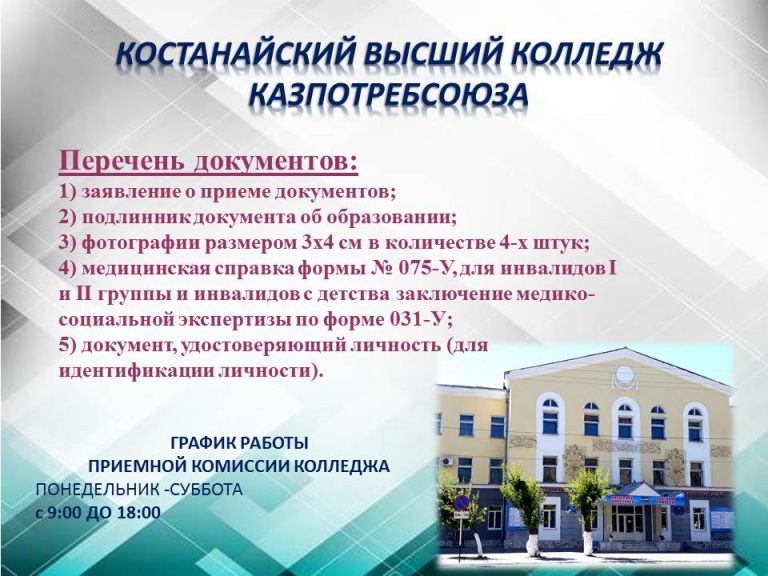 КОСТАНАЙСКИЙ ВЫСШИЙ КОЛЛЕДЖ
КАЗПОТРЕБСОЮЗА
Перечень документов:
1) заявление о приеме документов;
2) подлинник документа об образовании;
3) фотографии размером 3х4 см в количестве 4-х штук;
4) медицинская справка формы № 075-У, для инвалидов I
и II группы и инвалидов с детства заключение медико-
социальной экспертизы по форме 031-У;
5) документ, удостоверяющий личность (для
идентификации личности).
ГРАФИК РАБОТЫ
ПРИЕМНОЙ КОМИССИИ КОЛЛЕДЖА
ПОНЕДЕЛЬНИК -СУББОТА
с 9:00 ДО 18:00